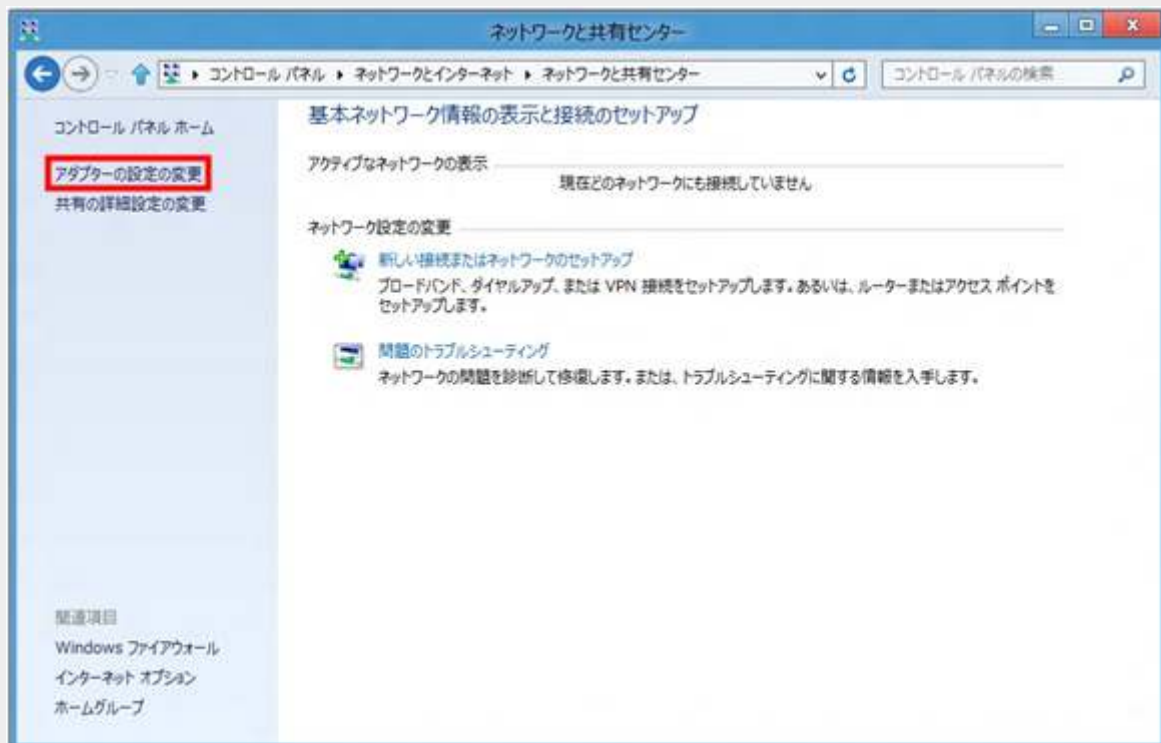 ネットワークと共有センター
コントロール パネル ネットワークとインターネット ネットワークと共有センター
コントロール パネルの検索
コントロール パネル ホーム
アダプターの設定の変更
共有の詳細設定の変更
基本ネットワーク情報の表示と接続のセットアップ
アクティブなネットワークの表示
現在どのネットワークにも接続していません
ネットワーク設定の変更
新しい接続またはネットワークのセットアップ
ブロードバンド、ダイヤルアップ、または VPN 接続をセットアップします。あるいは、ルーターまたはアクセス ポイントを
セットアップします。
問題のトラブルシューティング
ネットワークの問題を診断して修復します。または、トラブルシューティングに関する情報を入手します。
関連項目
Windows ファイアウォール
インターネット オプション
ホームグループ